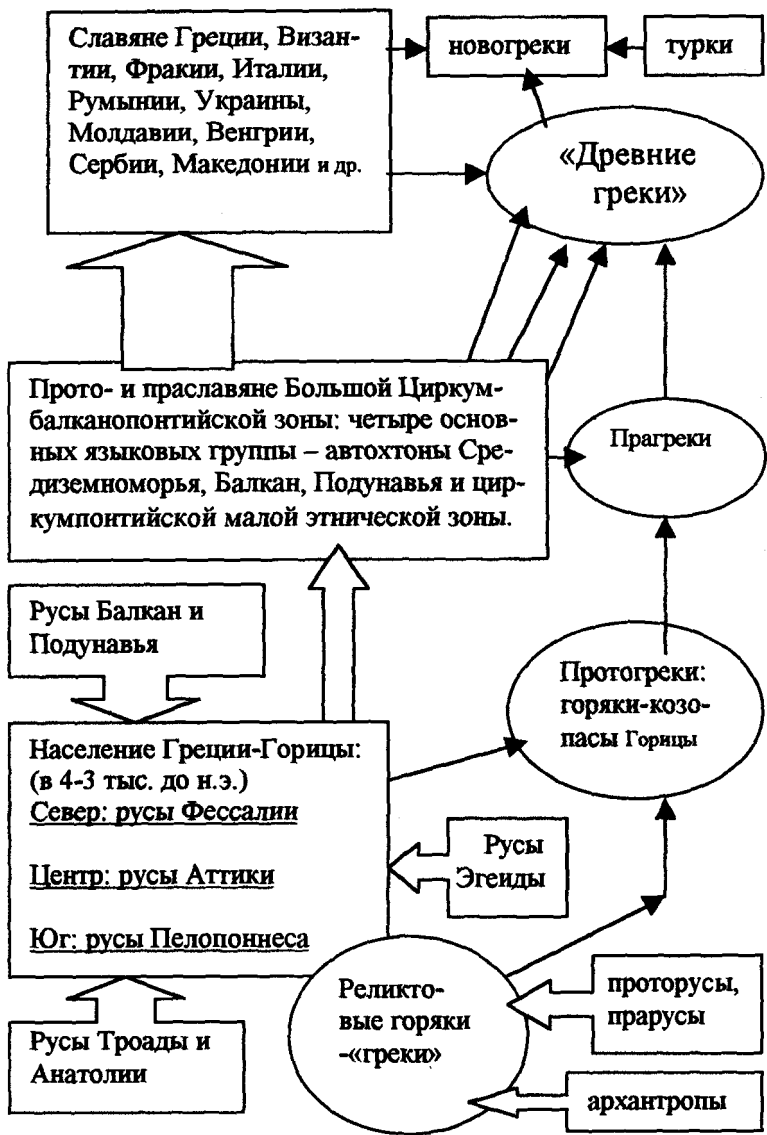 Славяне Греции, Визан-
тии, Фракии, Италии,
Румынии, Украины,
Молдавии, Венгрии,
Сербии, Македонии и др.
новогреки
турки
«Древние
греки»
Прото- и праславяне Большой Циркум-
балканопонтийской зоны: четыре основ-
ных языковых группы – автохтоны Сре-
диземноморья, Балкан, Подунавья и цир-
кумпонтийской малой этнической зоны.
Прагреки
Русы Балкан и
Подунавья
Протогреки:
горяки-козо-
пасы Горицы
Население Греции-Горицы:
(в 4-3 тыс. до н.э.)
Север: русы Фессалии
Центр: русы Аттики
Юг: русы Пелопоннеса
Русы
Эгеиды
Реликто-
вые горяки
-«греки»
проторусы,
прарусы
Русы Троады и
Анатолии
архантропы